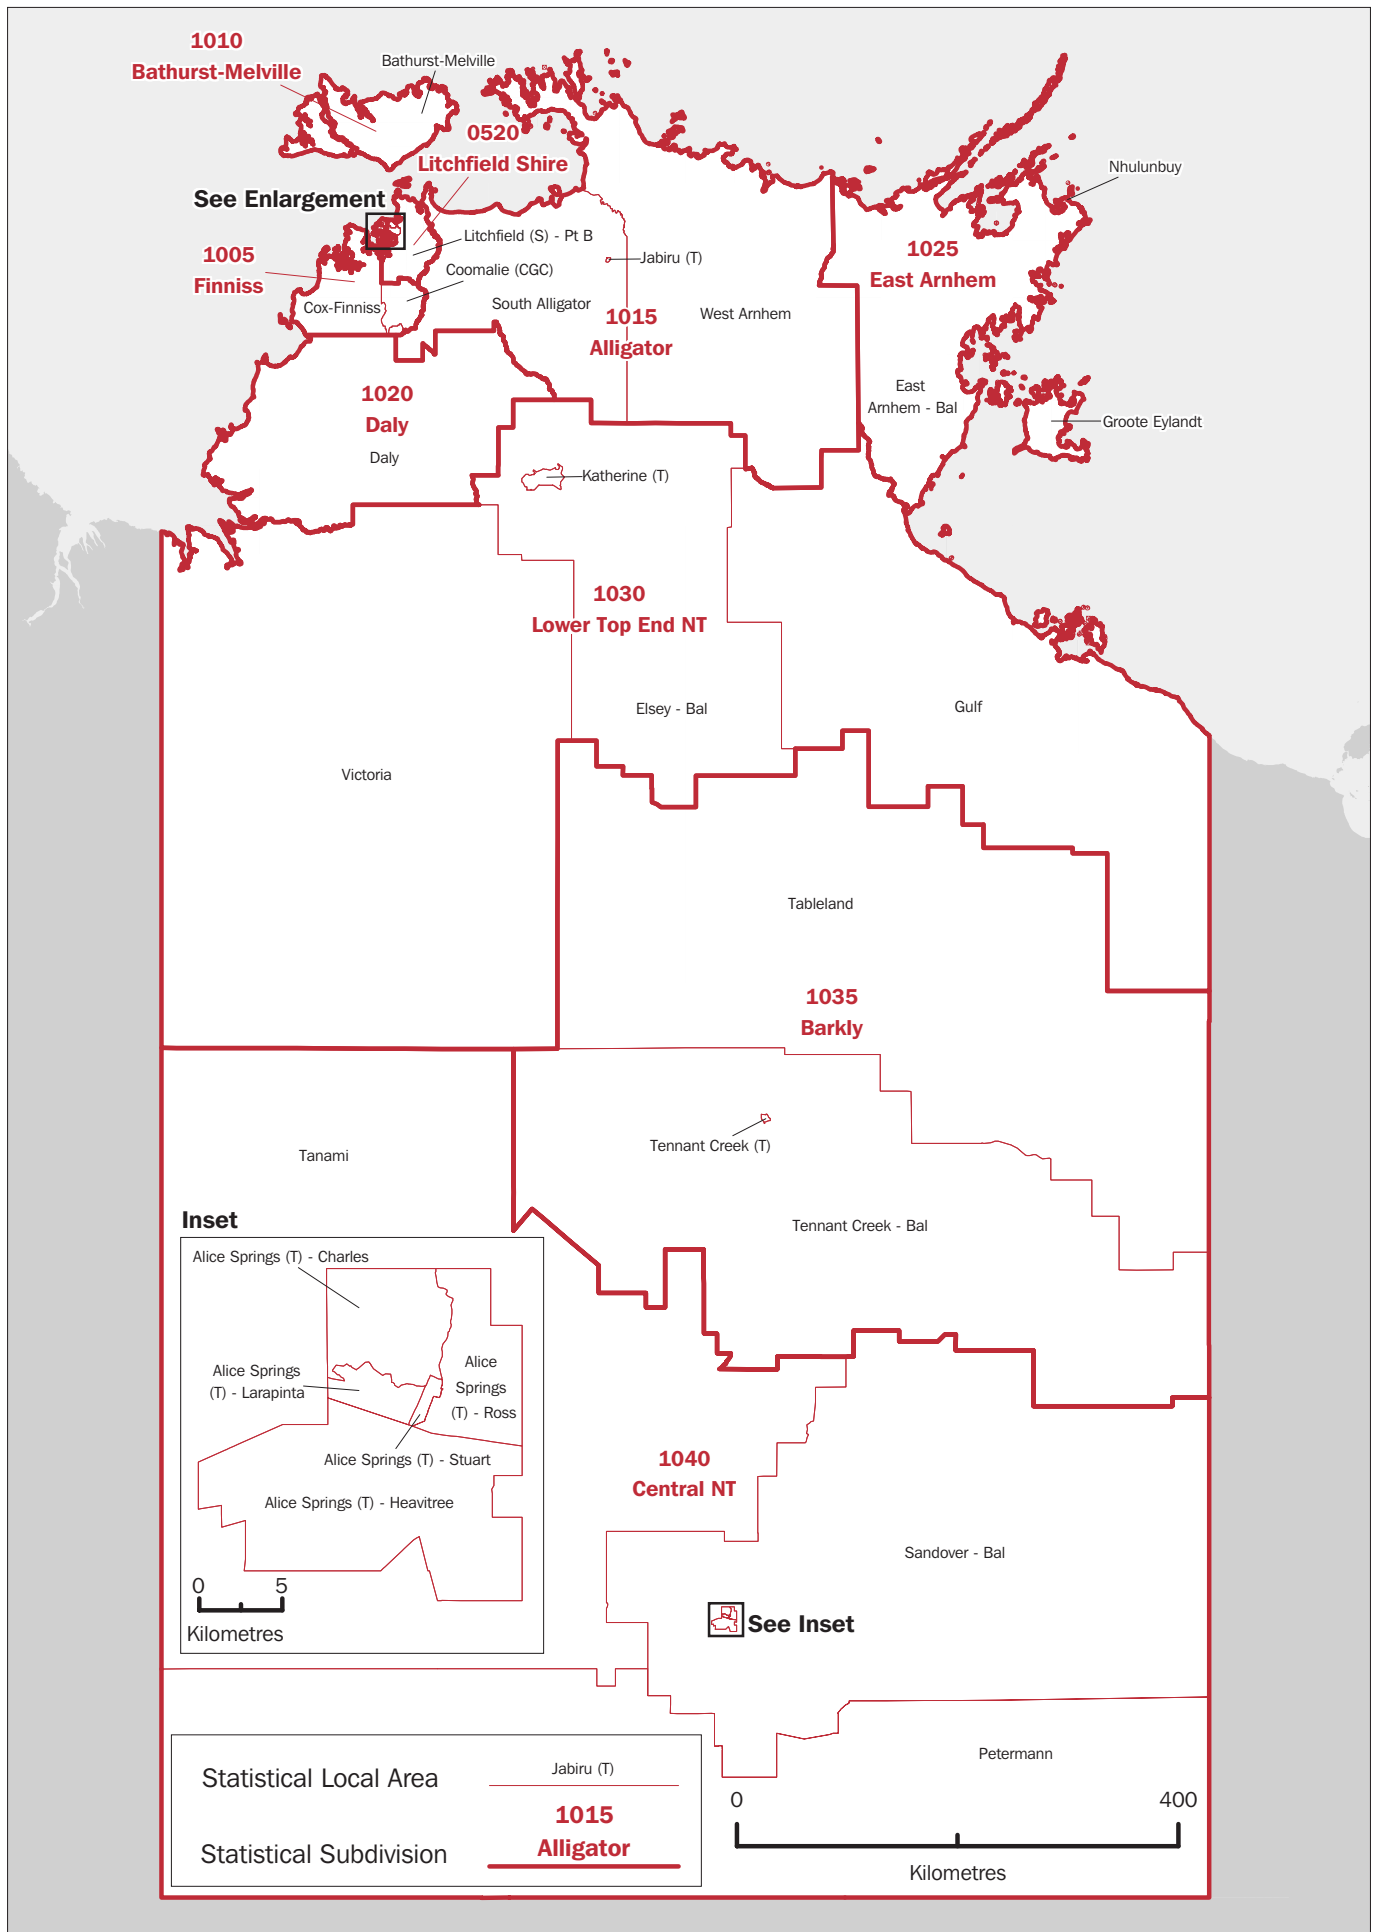 1010
Bathurst-Melville
Bathurst-Melville
0520
Litchfield Shire
Nhulunbuy
See Enlargement
Litchfield (S) - Pt B
1005
Finniss
Coomalie (CGC)
Jabiru (T)
1025
East Arnhem
Cox-Finniss
South Alligator
1015
Alligator
West Arnhem
1020
Daly
Daly
East
Arnhem - Bal
Groote Eylandt
Katherine (T)
1030
Lower Top End NT
Elsey - Bal
Gulf
Victoria
Tableland
1035
Barkly
Tennant Creek (T)
Tanami
Tennant Creek - Bal
Inset
Alice Springs (T) - Charles
Alice Springs
(T) - Larapinta
Alice
Springs
(T) - Ross
Alice Springs (T) - Stuart
Alice Springs (T) - Heavitree
0 5
Kilometres
1040
Central NT
Sandover - Bal
See Inset
Petermann
Statistical Local Area
Jabiru (T)
Statistical Subdivision
1015
Alligator
0 400
Kilometres